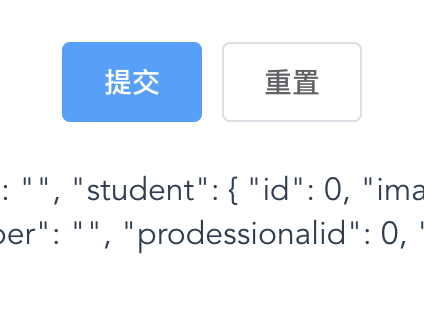 提交 重置
: "", "student": { "id": 0, "ima
ber": "", "prodessionalid": 0, "